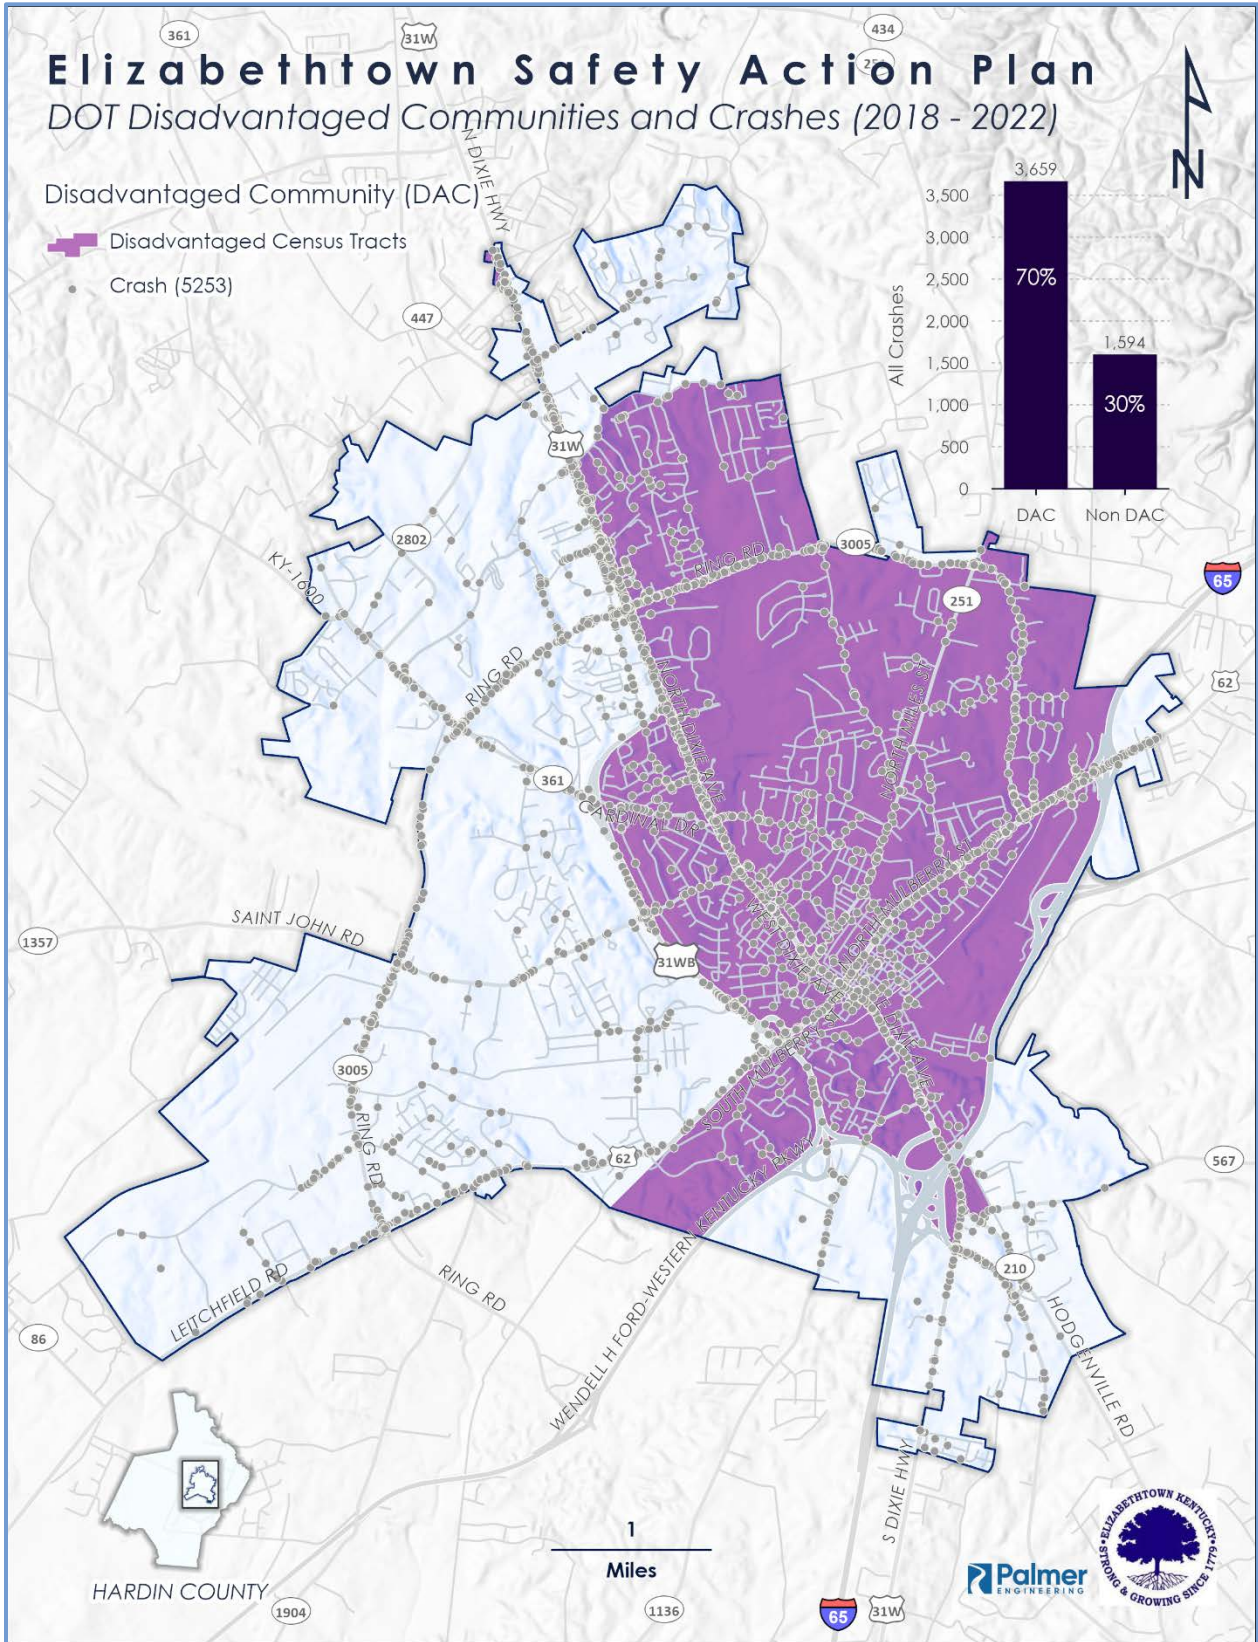 361
31W
434
Elizabethtown Safety Action Plan
DOT Disadvantaged Communities and Crashes (2018 - 2022)
N
N DIXIE HWY
Disadvantaged Community (DAC)
Disadvantaged Census Tracts
Crash (5253)
447
3,659
3,500
3,000
2,500
2,000
1,500
1,000
500
0
All Crashes
70%
1,594
30%
DAC
Non DAC
31W
2802
KY-1600
RING RD
3005
251
65
62
RING RD
NORTH DIXIE AVE
NORTH MILES ST
361
CARDINAL DR
NORTH MULBERRY ST
WEST DIXIE AVE
SAINT JOHN RD
1357
31WB
E DIXIE AVE
SOUTH MULBERRY ST
3005
RING RD
62
567
WENDELL H FORD-WESTERN KENTUCKY PKWY
210
LEITCHFIELD RD
RING RD
HODGENVILLE RD
86
S DIXIE HWY
HARDIN COUNTY
1
Miles
1904
1136
65
31W
Palmer
ENGINEERING
ELIZABETHTOWN KENTUCKY
STRONG & GROWING SINCE 1779